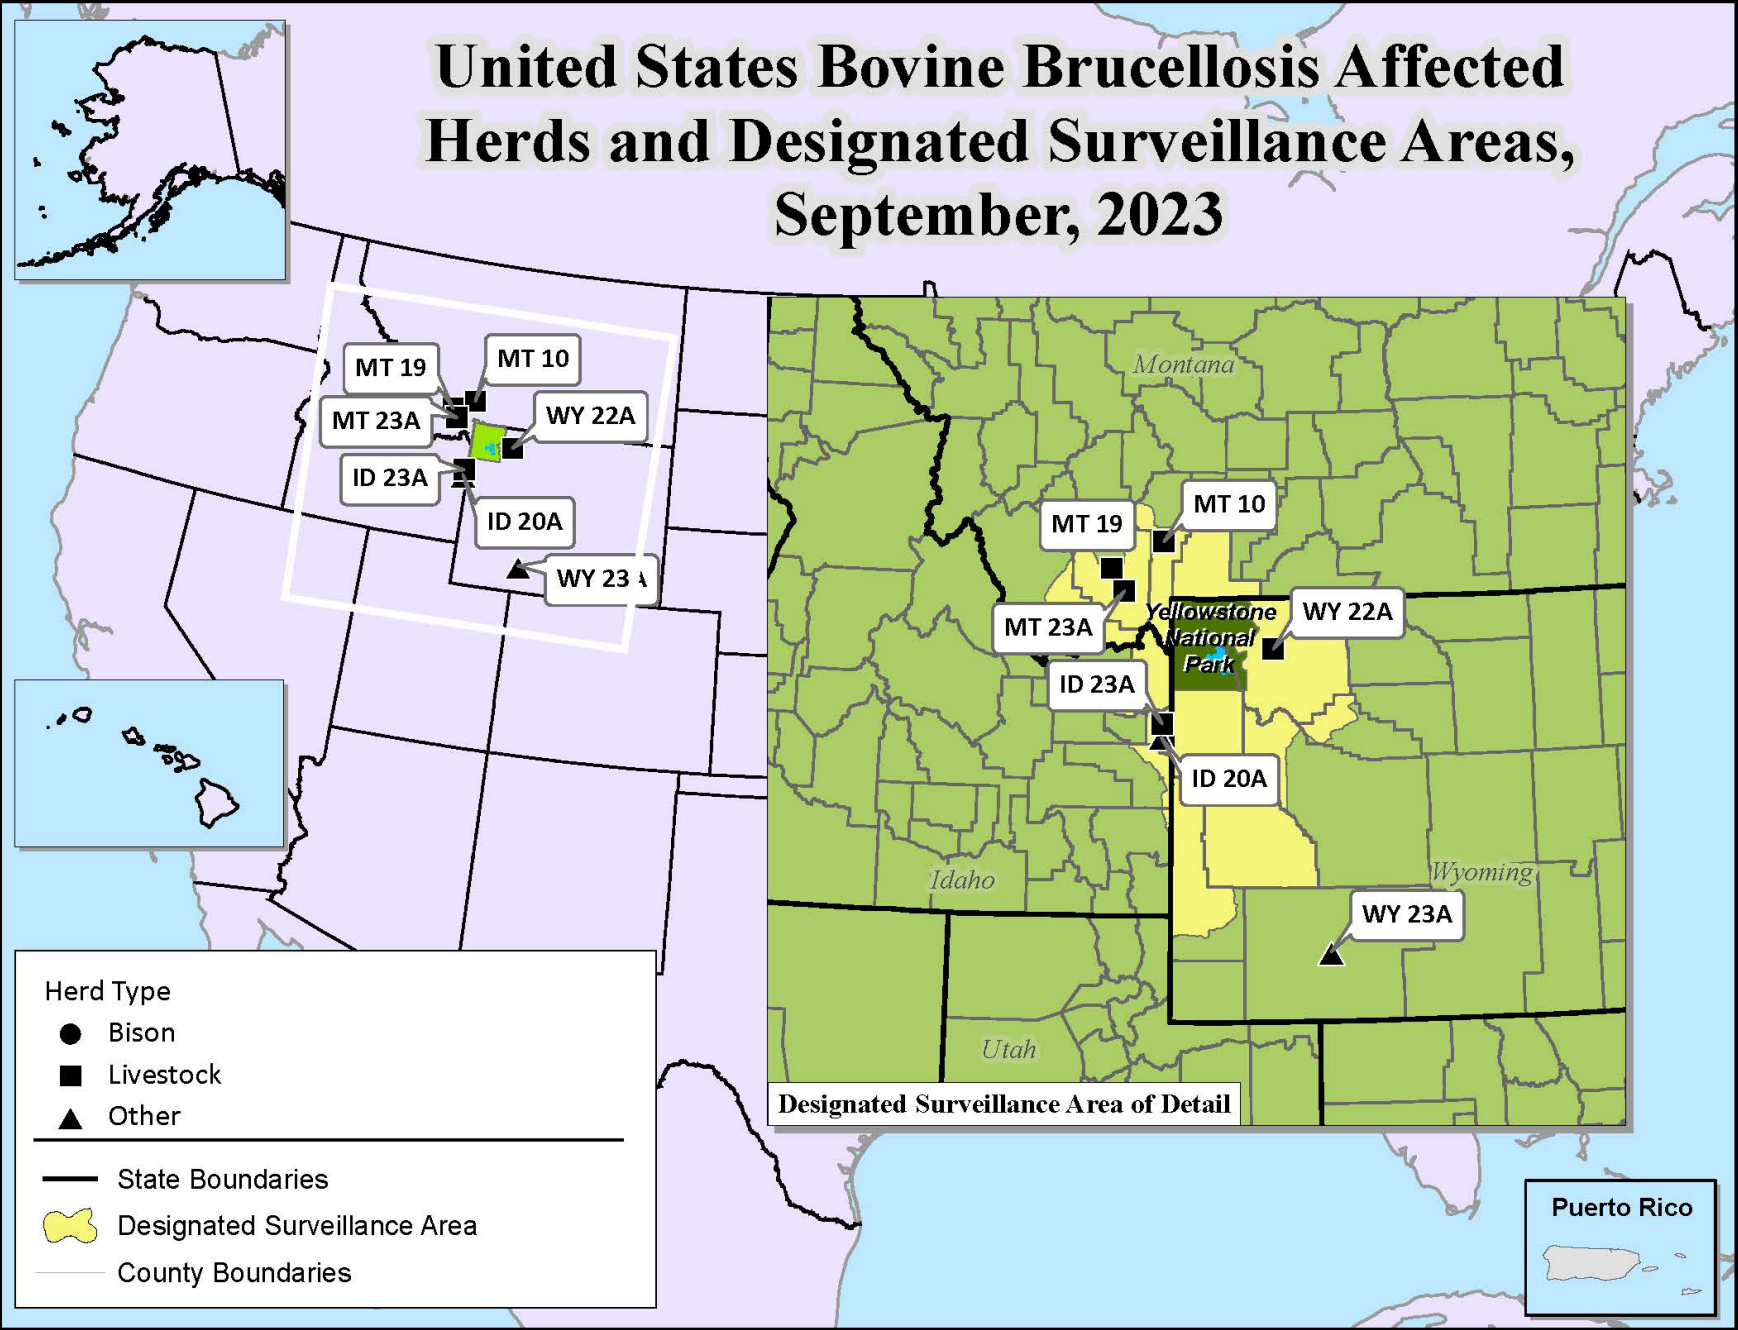 United States Bovine Brucellosis Affected
Herds and Designated Surveillance Areas,
September, 2023
MT 19
MT 10
MT 23A
WY 22A
ID 23A
ID 20A
WY 23A
Montana
MT 19
MT 10
MT 23A
Yellowstone
National
Park
WY 22A
ID 23A
ID 20A
Idaho
Wyoming
WY 23A
Utah
Designated Surveillance Area of Detail
Herd Type
Bison
Livestock
Other
State Boundaries
Designated Surveillance Area
County Boundaries
Puerto Rico